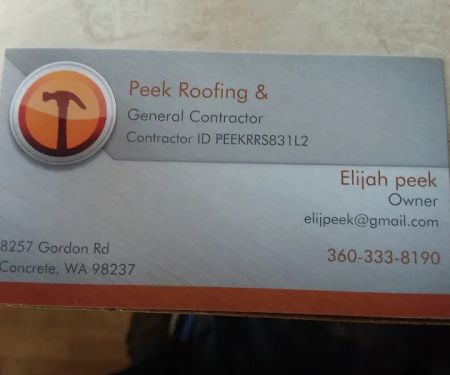 Peek Roofing &
General Contractor
Contractor ID PEEKRRS831L2
Elijah peek
Owner
elijpeek@gmail.com
360-333-8190
8257 Gordon Rd
Concrete, WA 98237